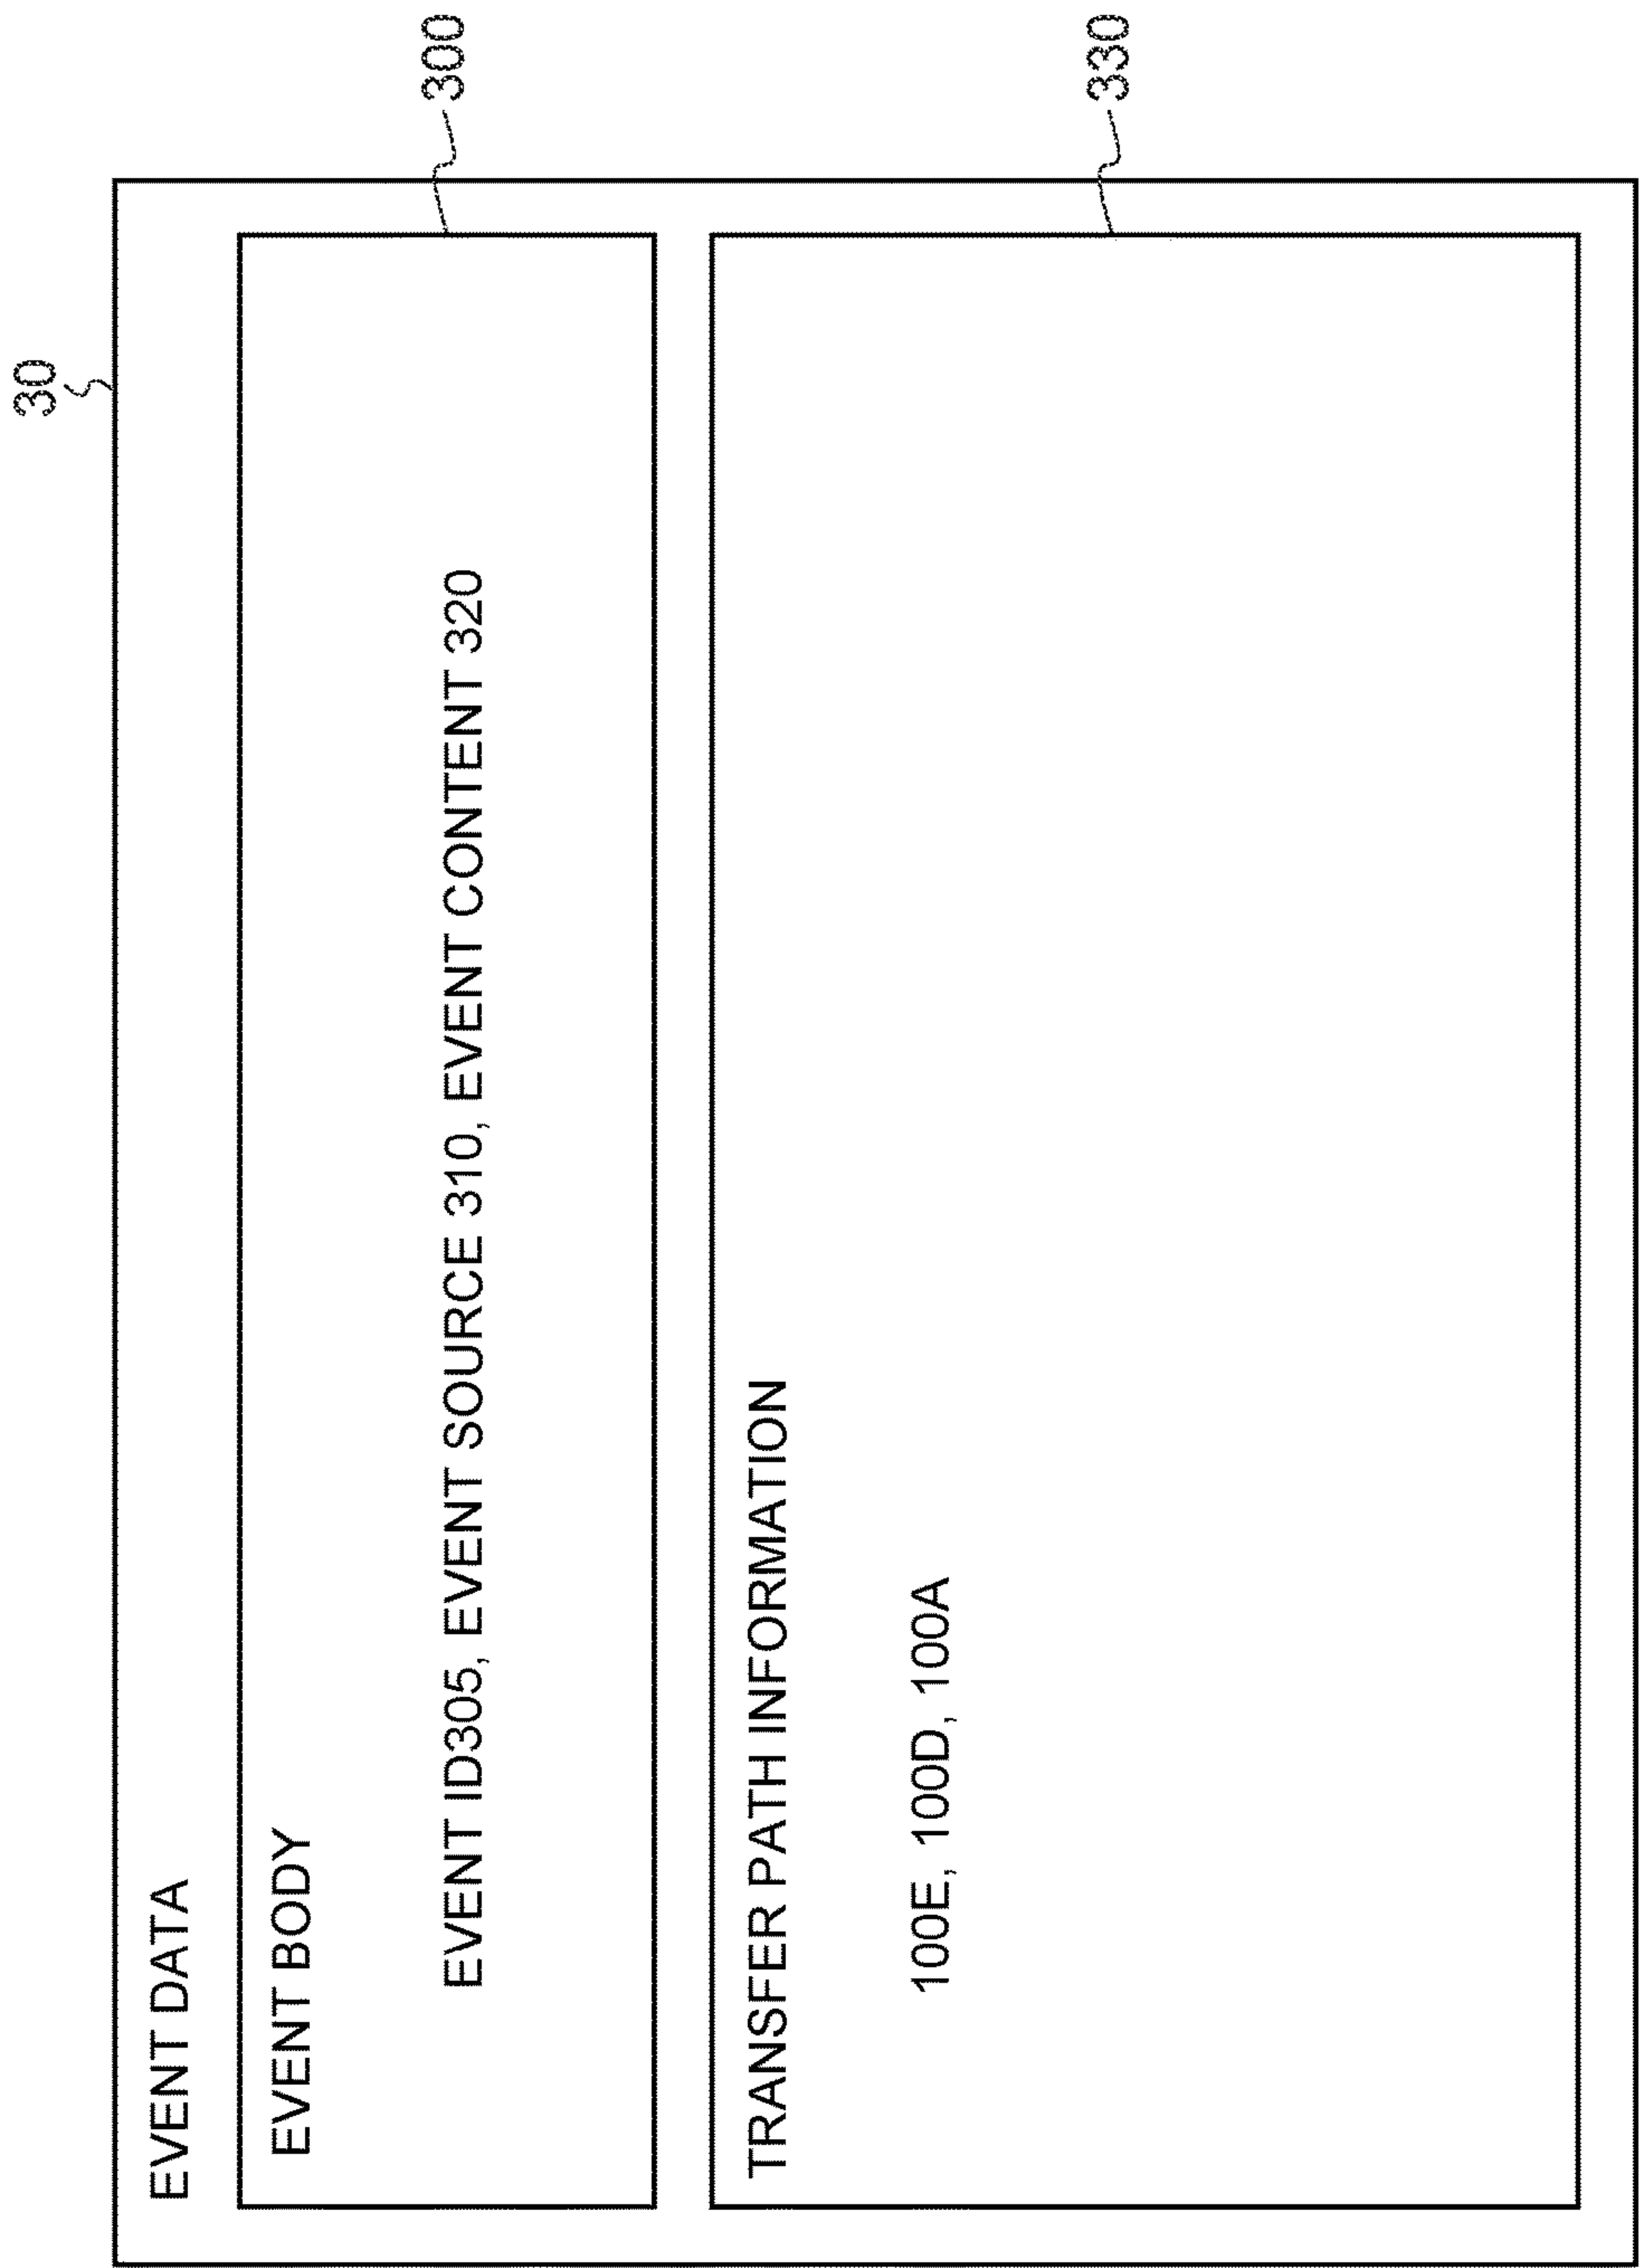 30
EVENT DATA
EVENT BODY
300
EVENT ID305, EVENT SOURCE 310, EVENT CONTENT 320
TRANSFER PATH INFORMATION
330
100E, 100D, 100A